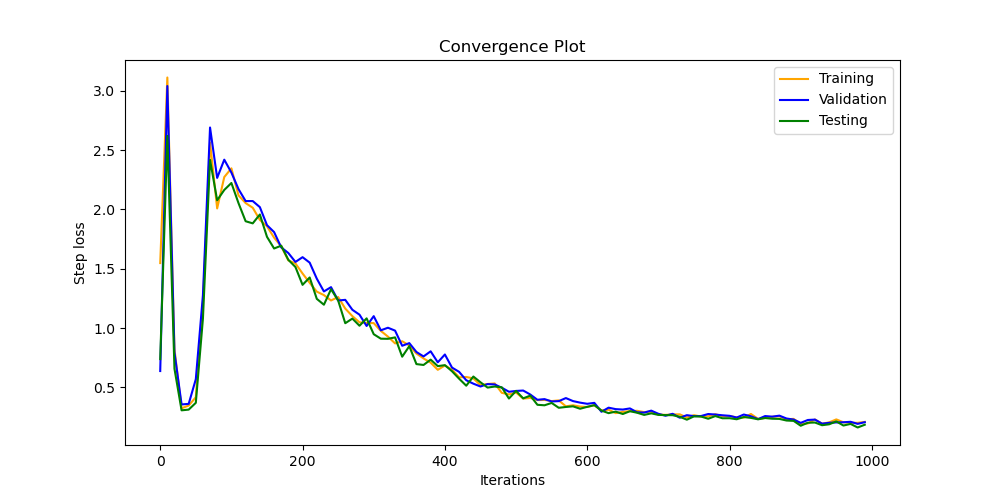 Convergence Plot
Training
Validation
Testing
3.0
2.5
2.0
1.5
1.0
0.5
Step loss
0
200
400
600
800
1000
Iterations